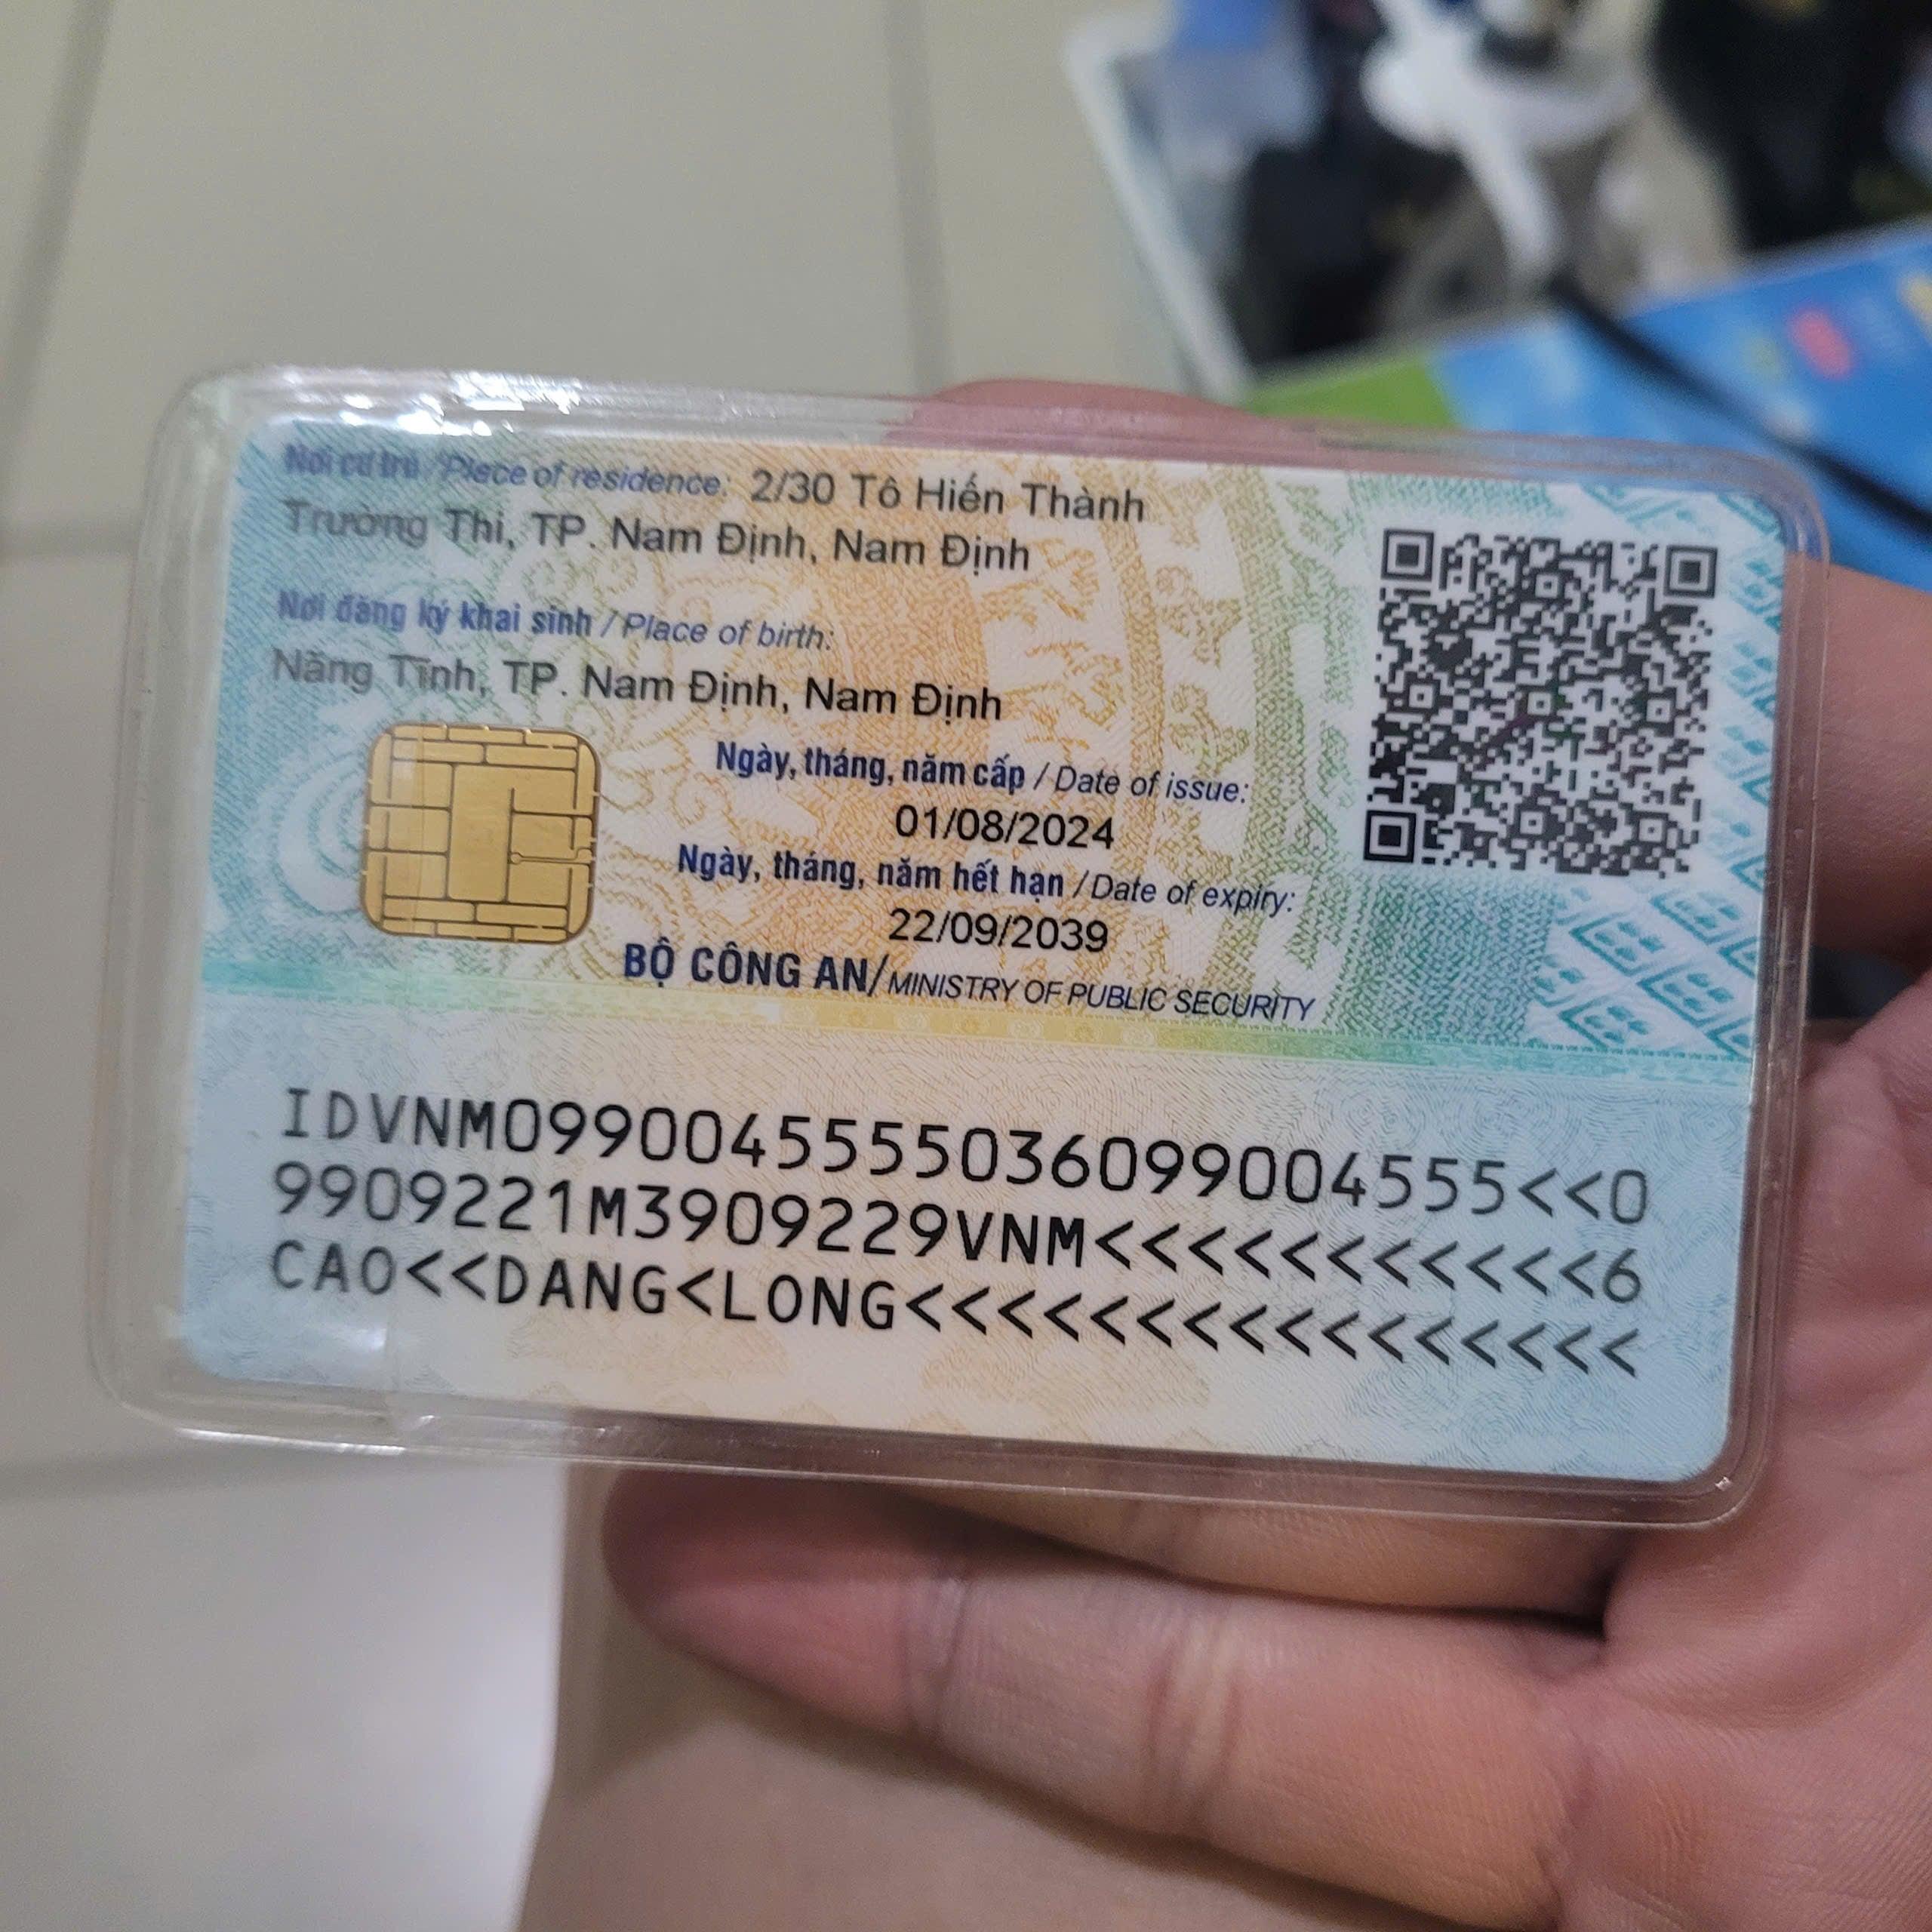 Nơi cư trú / Place of residence: 2/30 Tô Hiến Thành
Trường Thi, TP. Nam Định, Nam Định
Nơi đăng ký khai sinh / Place of birth:
Năng Tĩnh, TP. Nam Định, Nam Định
Ngày, tháng, năm cấp / Date of issue:
01/08/2024
Ngày, tháng, năm hết hạn / Date of expiry:
22/09/2039
BỘ CÔNG AN/MINISTRY OF PUBLIC SECURITY
IDVNM0990045555036099004555<<0
9909221M3909229VNM<<<<<<<<<<<6
CAO<<DANG<LONG<<<<<<<<<<<<<<<<